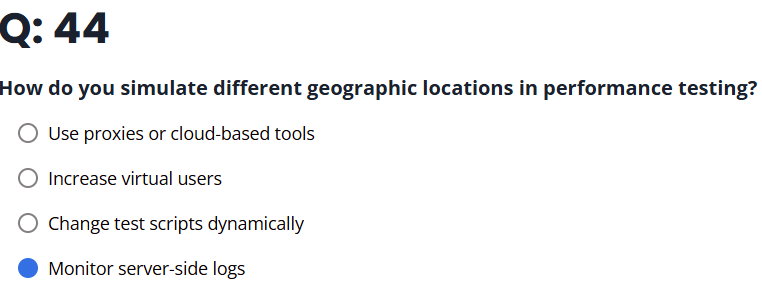 Q: 44
How do you simulate different geographic locations in performance testing?
Use proxies or cloud-based tools
Increase virtual users
Change test scripts dynamically
Monitor server-side logs